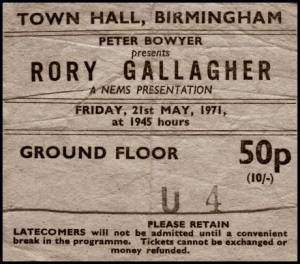 TOWN HALL, BIRMINGHAM
PETER BOWYER
presents
RORY GALLAGHER
A NEMS PRESENTATION
FRIDAY, 21st MAY, 1971,
at 1945 hours
GROUND FLOOR 50p
(10/-)
U 4
PLEASE RETAIN
LATECOMERS will not be admitted until a convenient
break in the programme. Tickets cannot be exchanged or
money refunded.